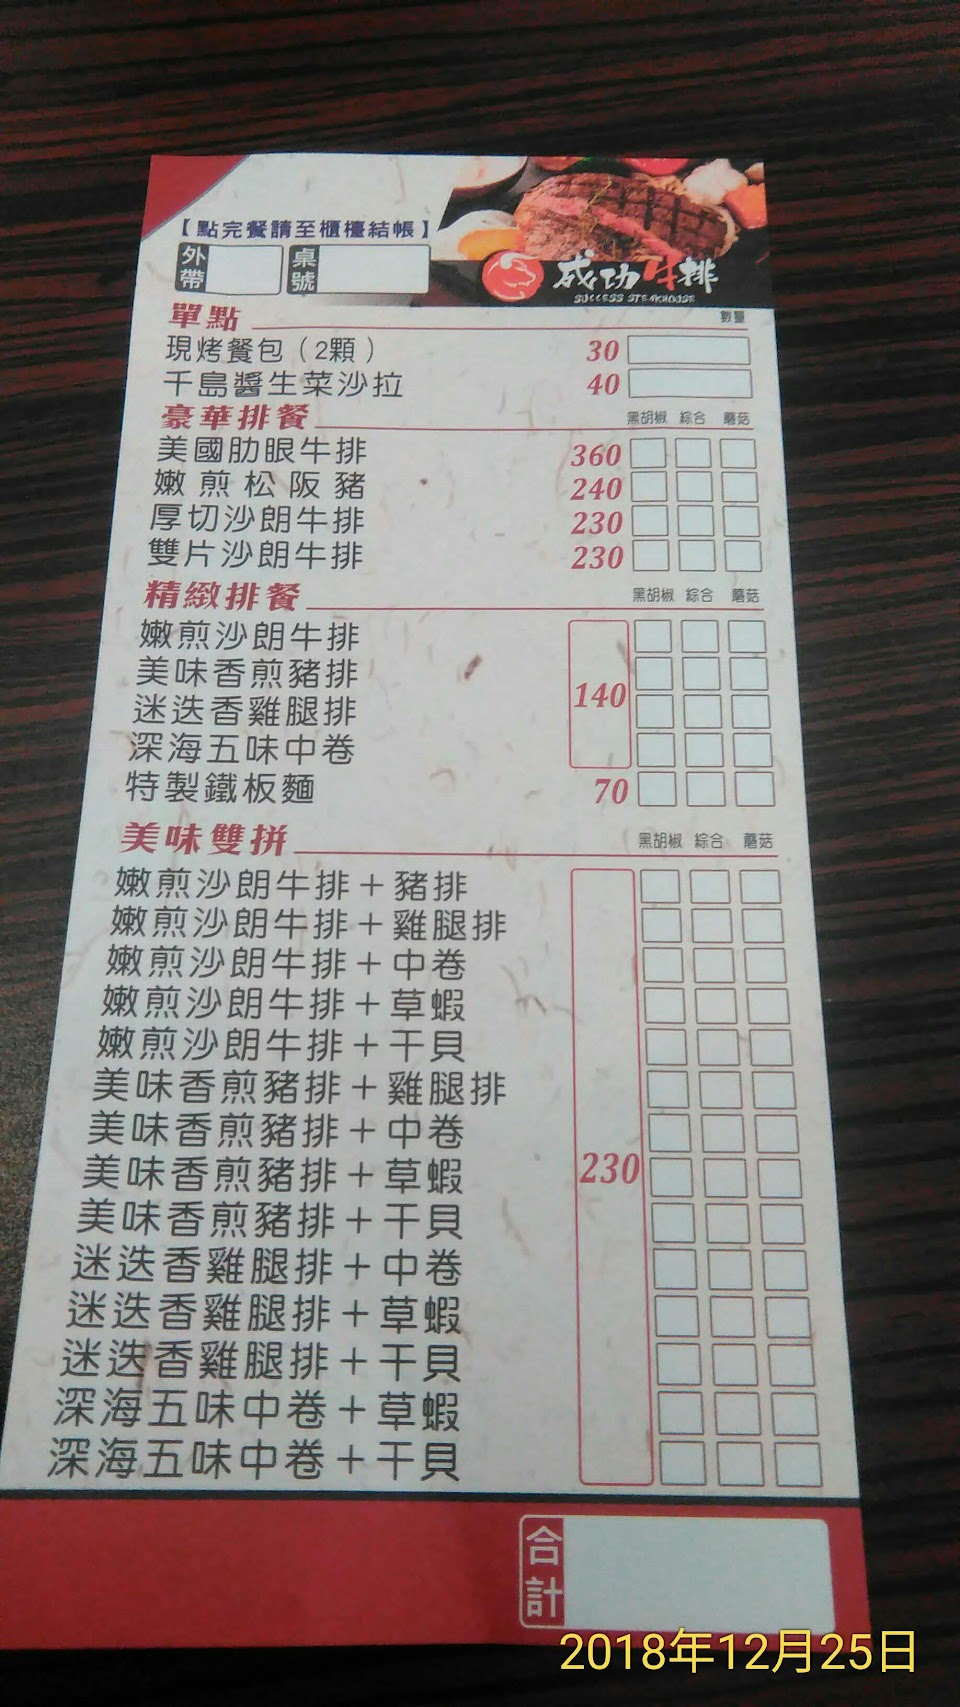 【點完餐請至櫃檯結帳】
外帶 桌號
成功牛排
SUCCESS STEAKHOUSE
單點 數量
現烤餐包（2顆） 30
千島醬生菜沙拉 40
豪華排餐 黑胡椒 綜合 蘑菇
美國肋眼牛排 360
嫩煎松阪豬 240
厚切沙朗牛排 230
雙片沙朗牛排 230
精緻排餐 黑胡椒 綜合 蘑菇
嫩煎沙朗牛排
美味香煎豬排
140
迷迭香雞腿排
深海五味中卷
特製鐵板麵 70
美味雙拼 黑胡椒 綜合 蘑菇
嫩煎沙朗牛排＋豬排
嫩煎沙朗牛排＋雞腿排
嫩煎沙朗牛排＋中卷
嫩煎沙朗牛排＋草蝦
嫩煎沙朗牛排＋干貝
美味香煎豬排＋雞腿排
美味香煎豬排＋中卷
美味香煎豬排＋草蝦 230
美味香煎豬排＋干貝
迷迭香雞腿排＋中卷
迷迭香雞腿排＋草蝦
迷迭香雞腿排＋干貝
深海五味中卷＋草蝦
深海五味中卷＋干貝
合計
2018年12月25日